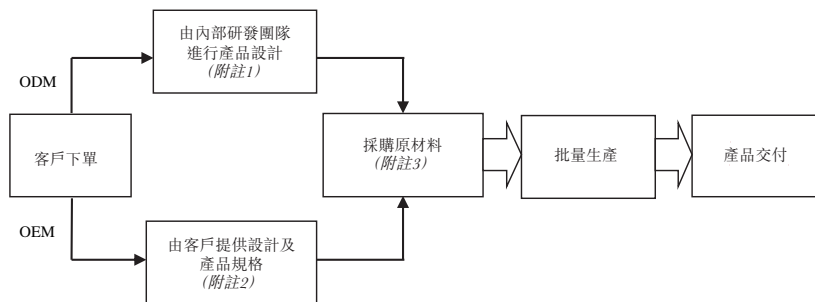 由內部研發團隊
進行產品設計
(附註1)
ODM
客戶下單
採購原材料
(附註3)
批量生產
產品交付
OEM
由客戶提供設計及
產品規格
(附註2)